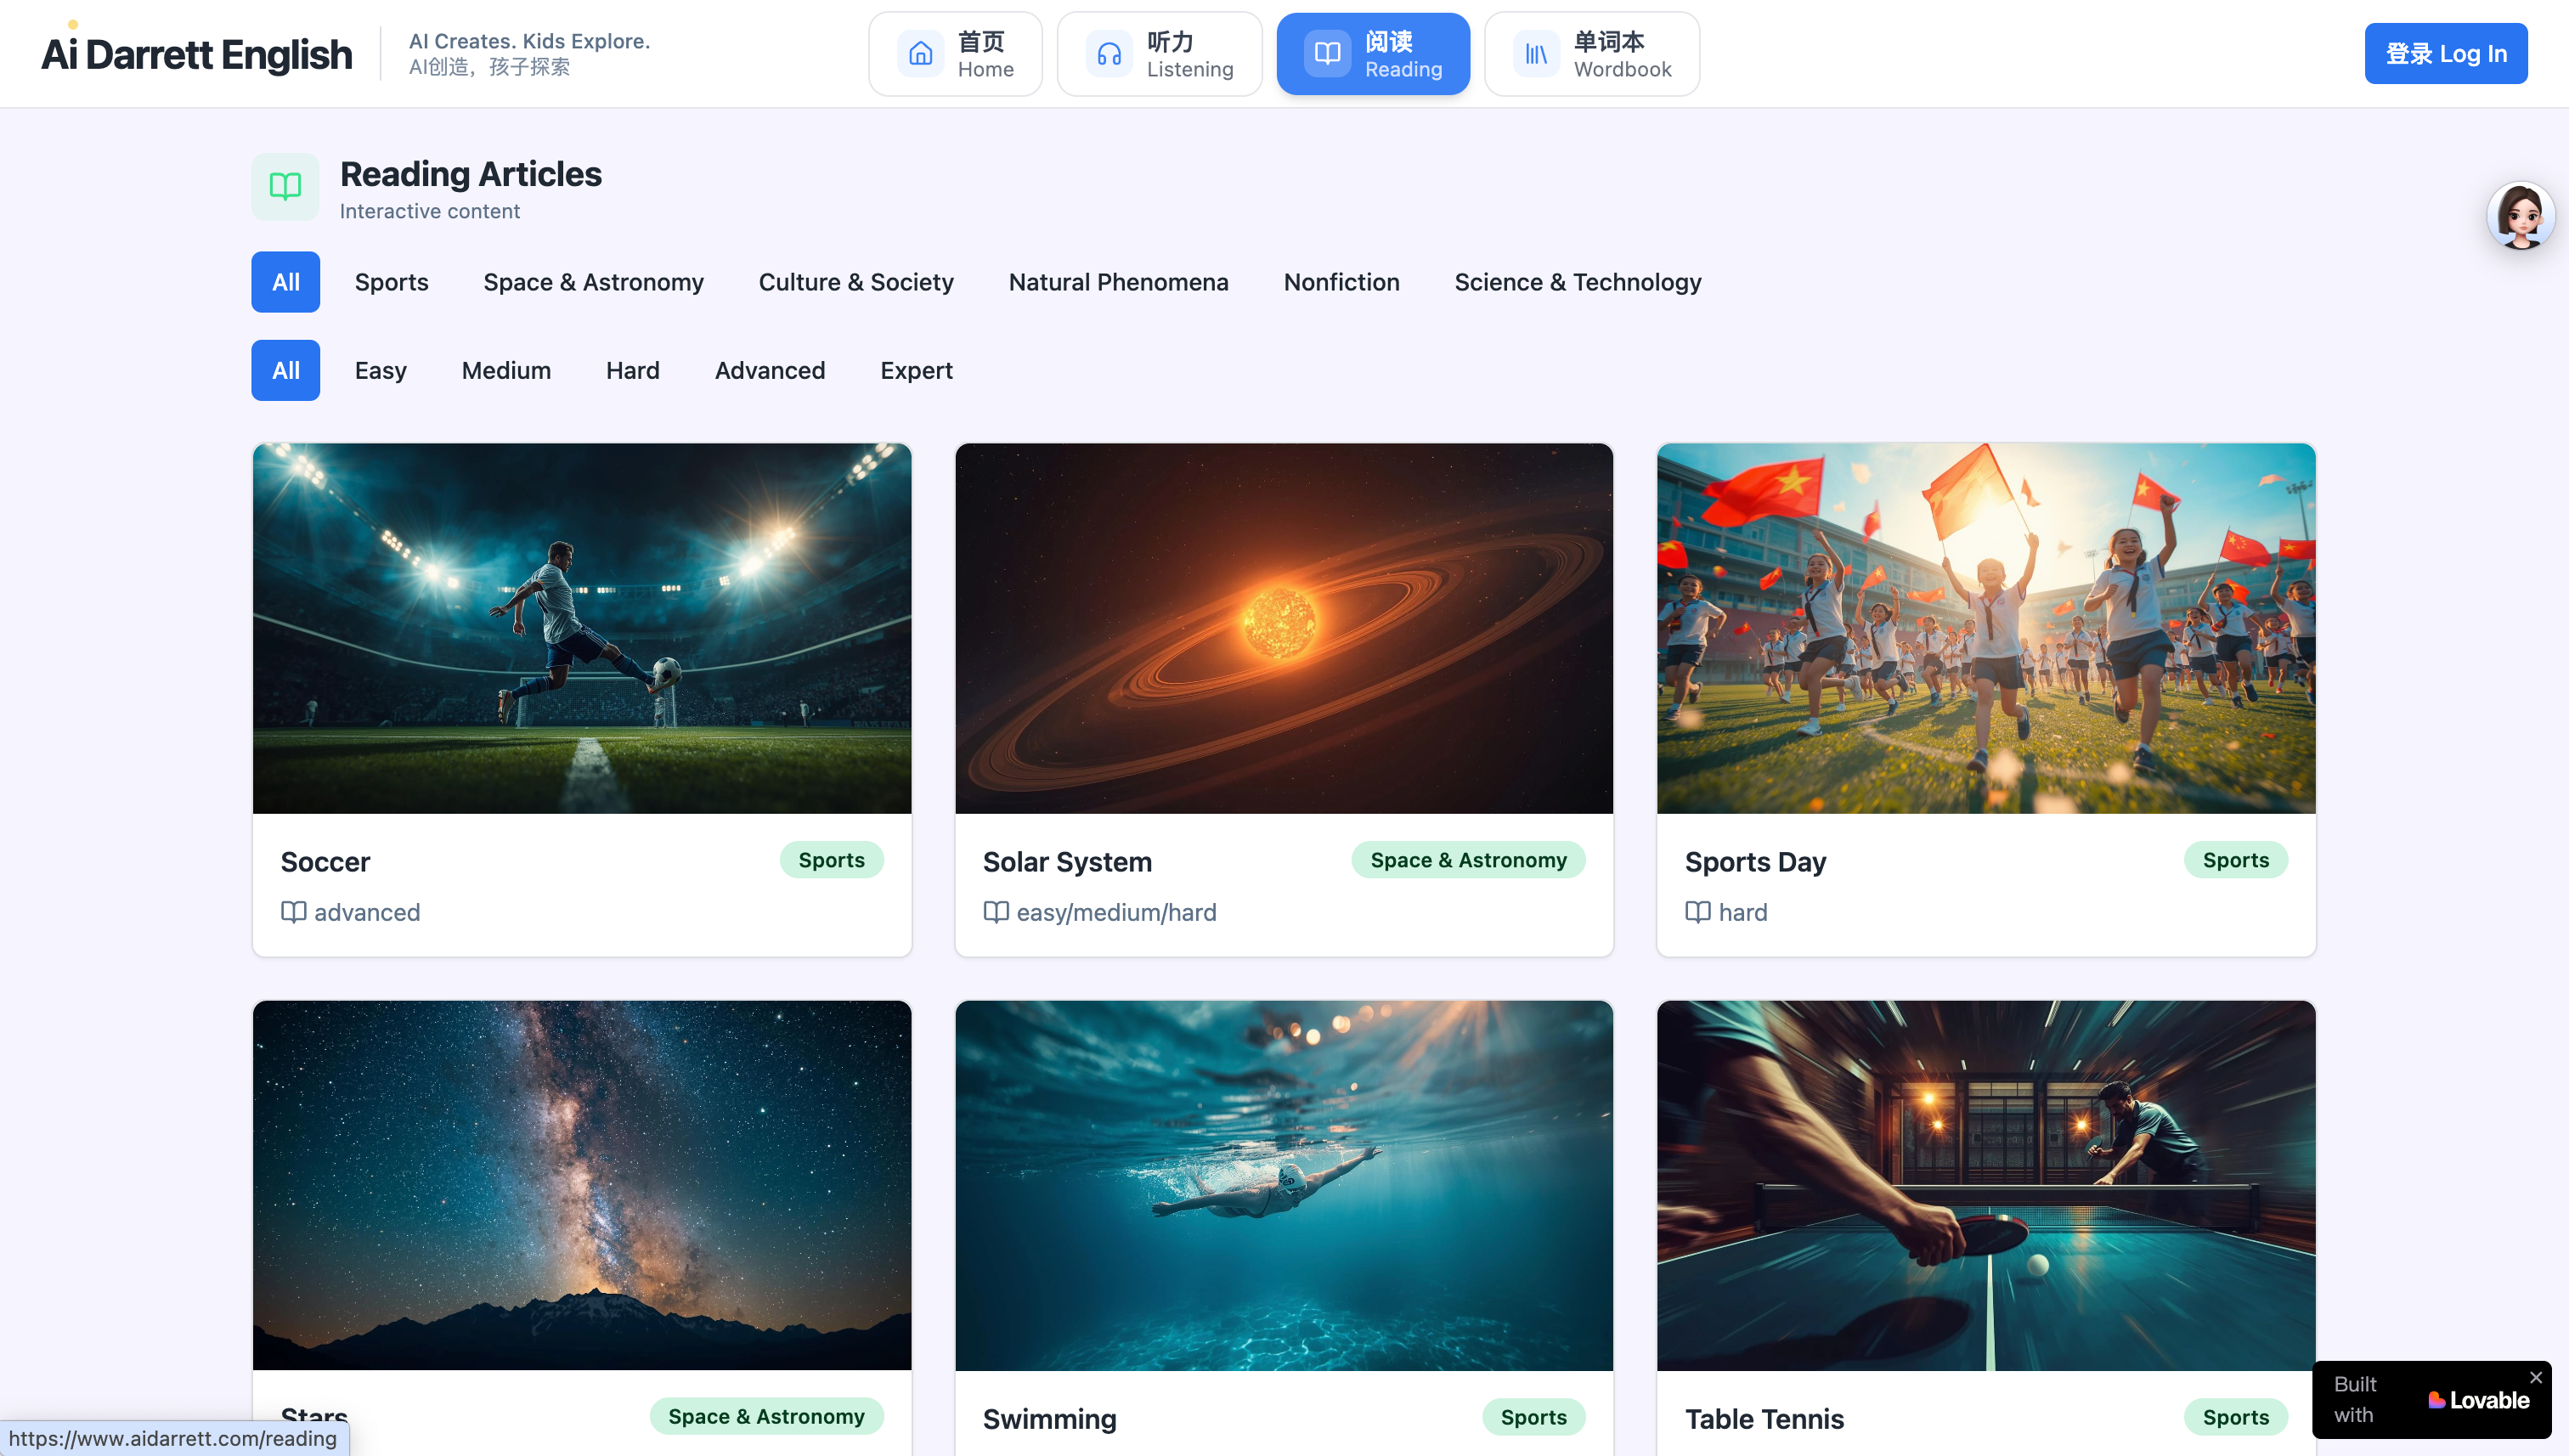 Ai Darrett English
AI Creates. Kids Explore.
AI创造，孩子探索
首页
Home
听力
Listening
阅读
Reading
单词本
Wordbook
登录 Log In
Reading Articles
Interactive content
All Sports Space & Astronomy Culture & Society Natural Phenomena Nonfiction Science & Technology
All Easy Medium Hard Advanced Expert
Soccer Sports
advanced
Solar System Space & Astronomy
easy/medium/hard
Sports Day Sports
hard
Stars Space & Astronomy
Swimming Sports
Table Tennis Sports
https://www.aidarrett.com/reading
Built
with
Lovable